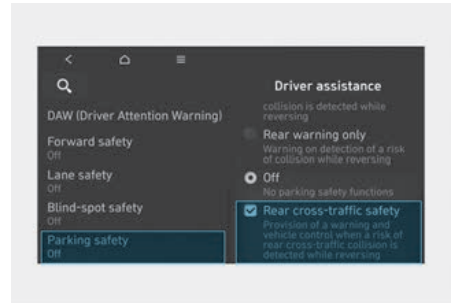 Driver assistance
DAW (Driver Attention Warning)
Forward safety
Off
Lane safety
Off
Blind-spot safety
Off
Parking safety
Off
collision is detected while
reversing
Rear warning only
Warning on detection of a risk
of collision while reversing
Off
No parking safety functions
Rear cross-traffic safety
Provision of a warning and
vehicle control when a risk of
rear cross-traffic collision is
detected while reversing